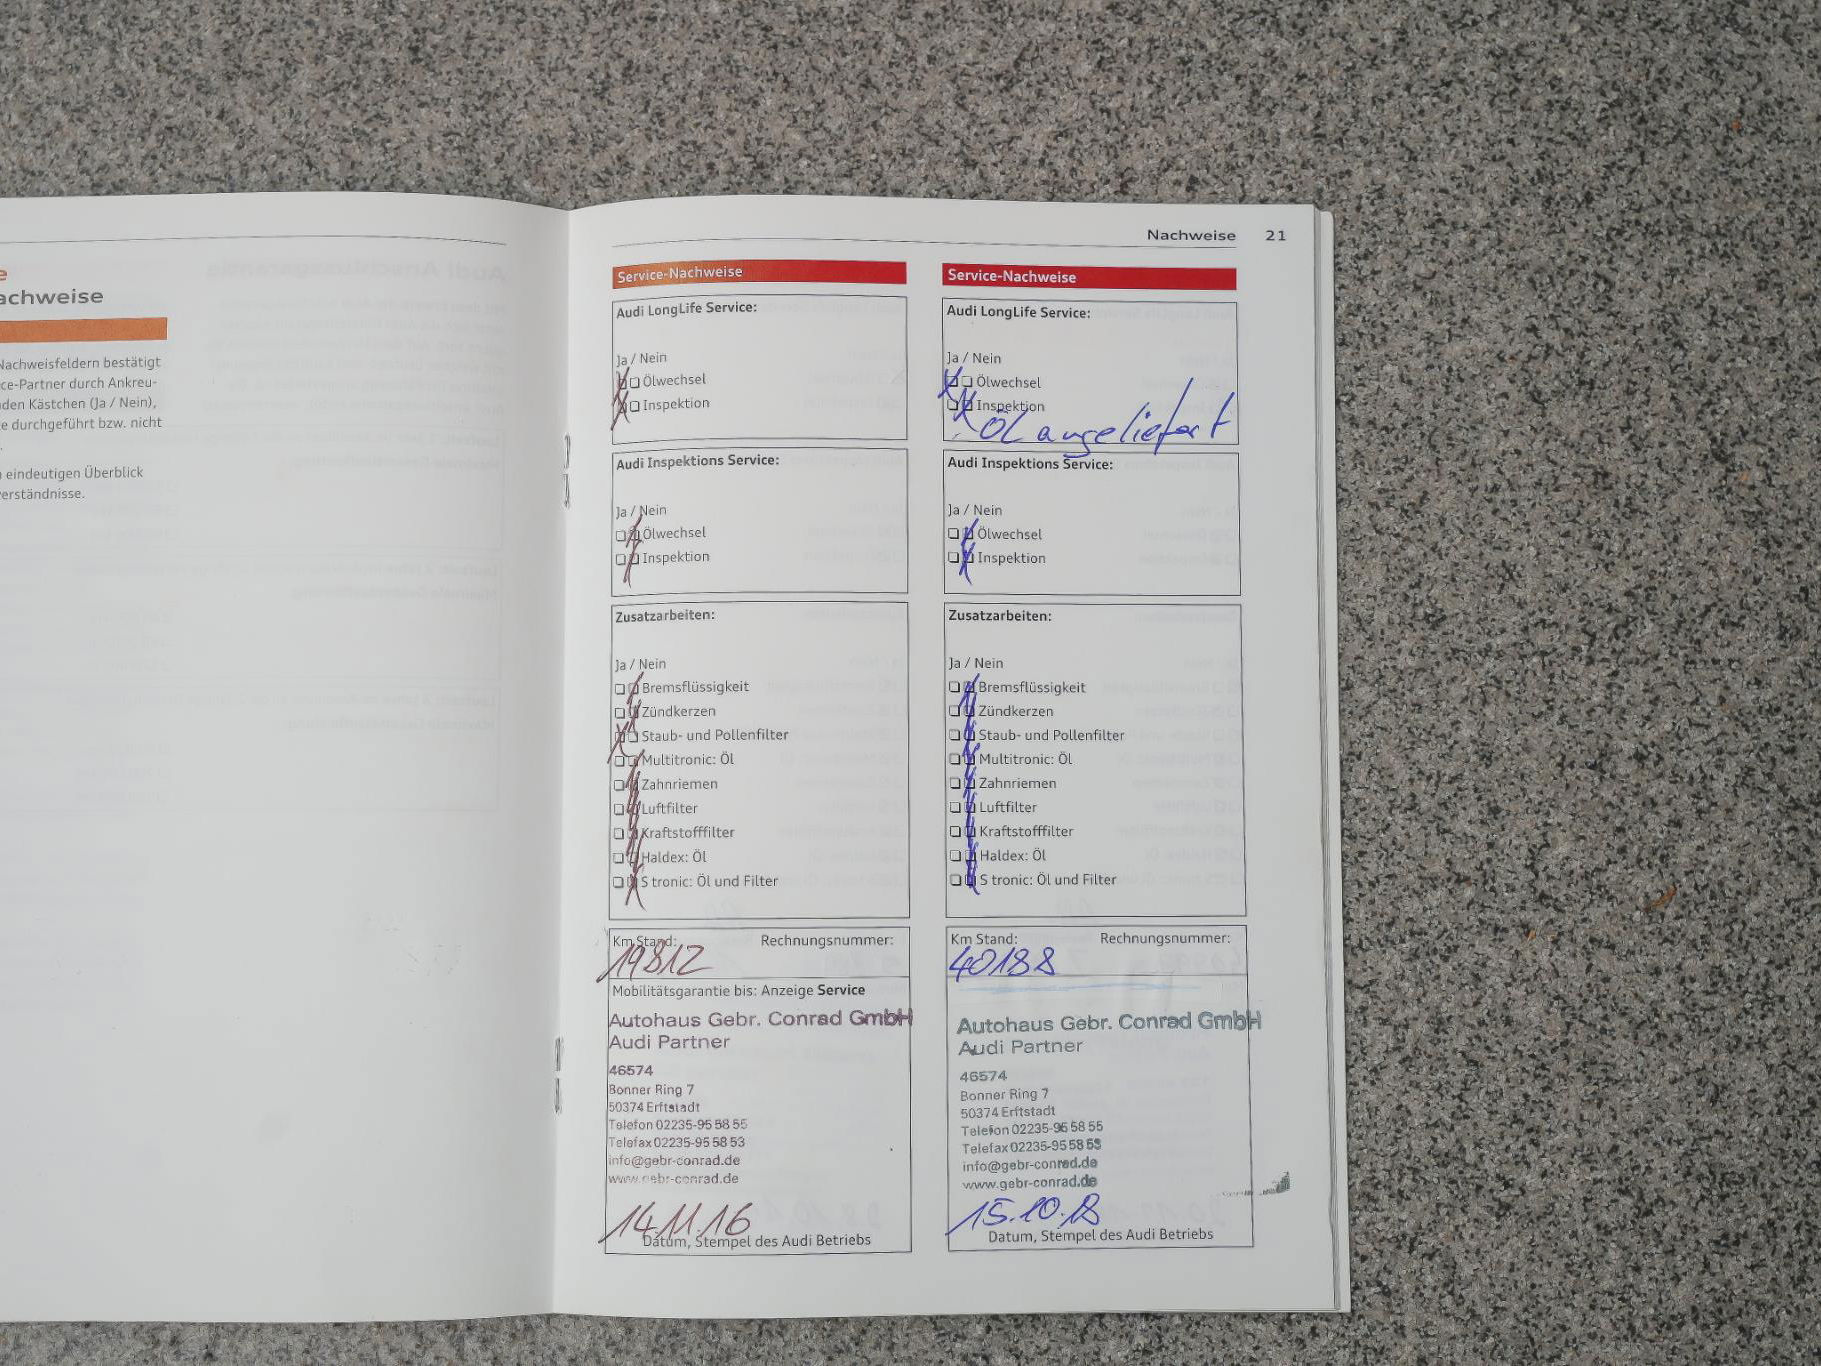 e
achweise
Nachweisfeldern bestätigt
ce-Partner durch Ankreu-
den Kästchen (Ja / Nein),
e durchgeführt bzw. nicht
.
n eindeutigen Überblick
verständnisse.
Nachweise 21
Service-Nachweise
Audi LongLife Service:
Ja / Nein
Ölwechsel
Inspektion
Audi Inspektions Service:
Ja / Nein
Ölwechsel
Inspektion
Zusatzarbeiten:
Ja / Nein
Bremsflüssigkeit
Zündkerzen
Staub- und Pollenfilter
Multitronic: Öl
Zahnriemen
Luftfilter
Kraftstofffilter
Haldex: Öl
S tronic: Öl und Filter
Km Stand: Rechnungsnummer:
19812
Mobilitätsgarantie bis: Anzeige Service
Autohaus Gebr. Conrad GmbH
Audi Partner
46574
Bonner Ring 7
50374 Erftstadt
Telefon 02235-95 58 55
Telefax 02235-95 58 53
info@gebr-conrad.de
www.gebr-conrad.de
14.11.16
Datum, Stempel des Audi Betriebs
Service-Nachweise
Audi LongLife Service:
Ja / Nein
Ölwechsel
Inspektion
Öl angeliefert
Audi Inspektions Service:
Ja / Nein
Ölwechsel
Inspektion
Zusatzarbeiten:
Ja / Nein
Bremsflüssigkeit
Zündkerzen
Staub- und Pollenfilter
Multitronic: Öl
Zahnriemen
Luftfilter
Kraftstofffilter
Haldex: Öl
S tronic: Öl und Filter
Km Stand: Rechnungsnummer:
40188
Autohaus Gebr. Conrad GmbH
Audi Partner
46574
Bonner Ring 7
50374 Erftstadt
Telefon 02235-95 58 55
Telefax 02235-95 58 53
info@gebr-conrad.de
www.gebr-conrad.de
15.10.18
Datum, Stempel des Audi Betriebs